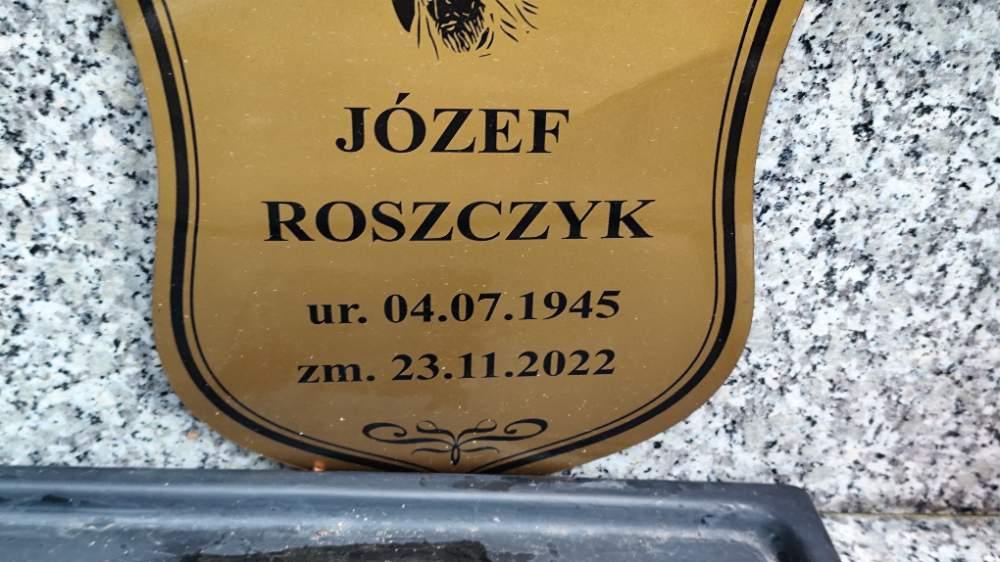 JÓZEF
ROSZCZYK
ur. 04.07.1945
zm. 23.11.2022